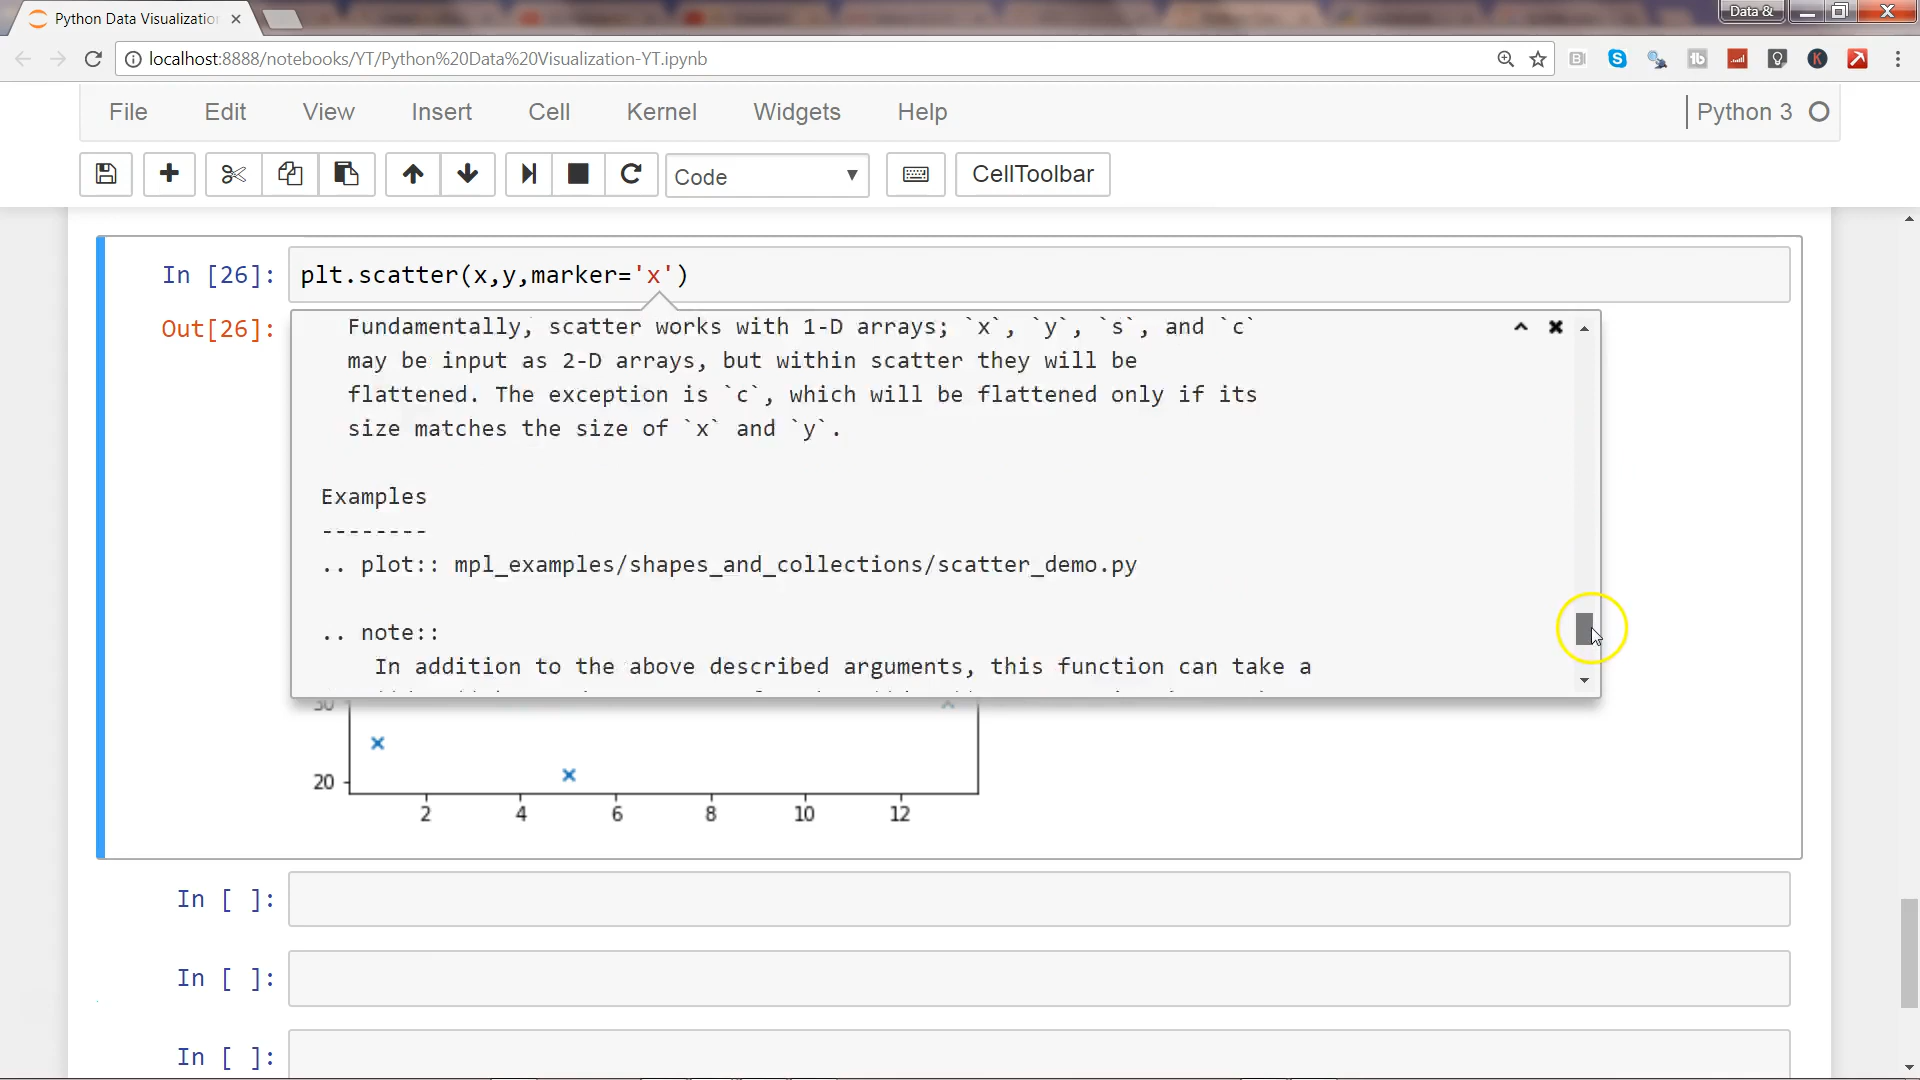 Python Data Visualization
Data &
localhost:8888/notebooks/YT/Python%20Data%20Visualization-YT.ipynb
File Edit View Insert Cell Kernel Widgets Help
Python 3
Code
CellToolbar
In [26]:
plt.scatter(x,y,marker='x')
Out[26]:
Fundamentally, scatter works with 1-D arrays; `x`, `y`, `s`, and `c`
may be input as 2-D arrays, but within scatter they will be
flattened. The exception is `c`, which will be flattened only if its
size matches the size of `x` and `y`.
Examples
--------
.. plot:: mpl_examples/shapes_and_collections/scatter_demo.py
.. note::
In addition to the above described arguments, this function can take a
30
20
2 4 6 8 10 12
In [ ]:
In [ ]:
In [ ]: